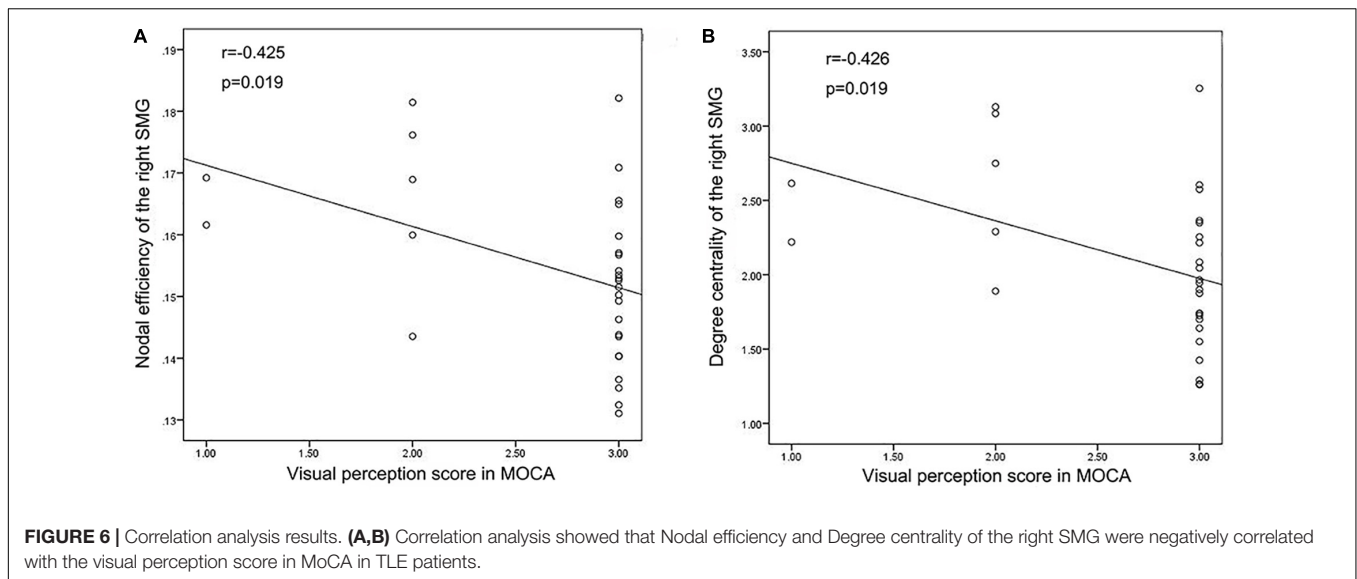 A
r=-0.425
p=0.019
.19
.18
.17
.16
.15
.14
.13
Nodal efficiency of the right SMG
1.00 1.50 2.00 2.50 3.00
Visual perception score in MOCA
B
r=-0.426
p=0.019
3.50
3.00
2.50
2.00
1.50
1.00
Degree centrality of the right SMG
1.00 1.50 2.00 2.50 3.00
Visual perception score in MOCA
FIGURE 6 | Correlation analysis results. (A,B) Correlation analysis showed that Nodal efficiency and Degree centrality of the right SMG were negatively correlated
with the visual perception score in MoCA in TLE patients.